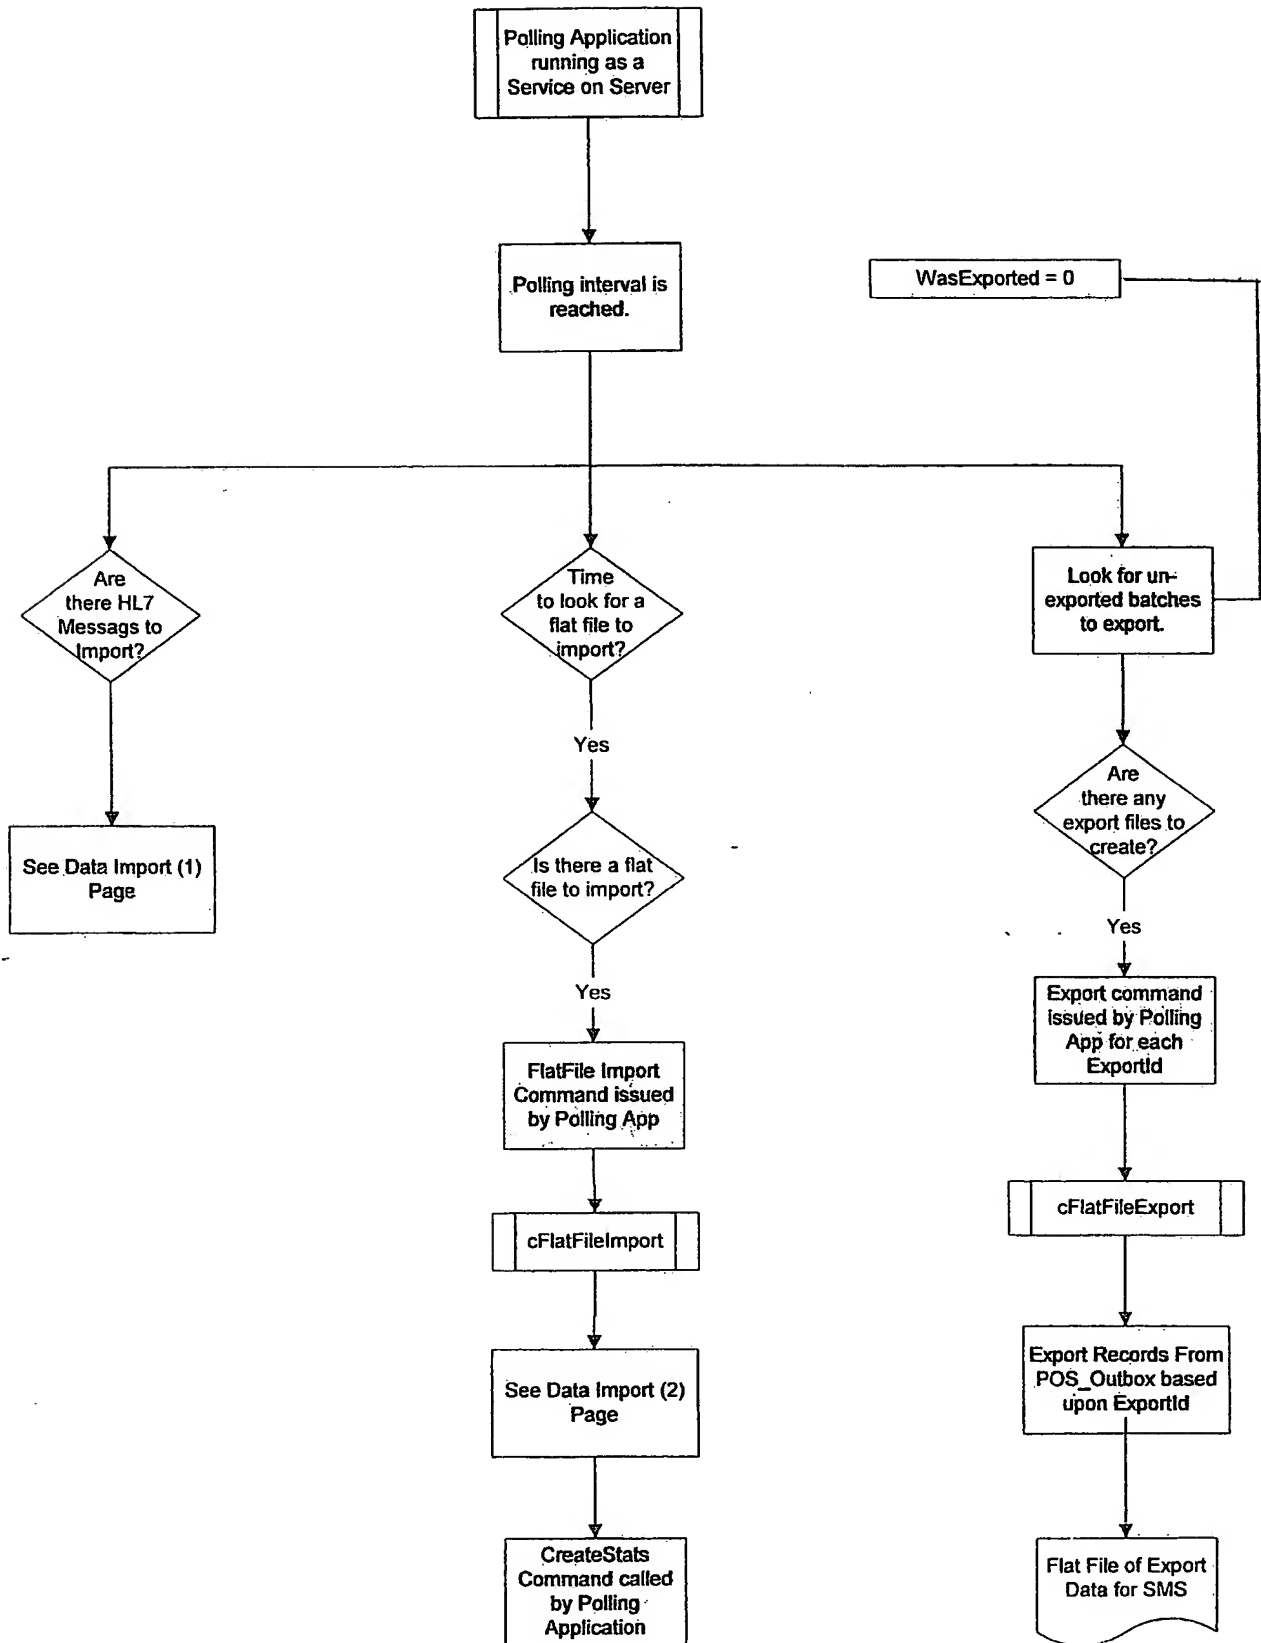 Polling Application
running as a
Service on Server
Polling interval is
reached.
WasExported = 0
Are
there HL7
Messags to
Import?
Time
to look for a
flat file to
import?
Look for un-
exported batches
to export.
Yes
Are
there any
export files to
create?
See Data Import (1)
Page
Is there a flat
file to import?
Yes
Yes
Export command
issued by Polling
App for each
ExportId
FlatFile Import
Command issued
by Polling App
cFlatFileExport
cFlatFileImport
Export Records From
POS_Outbox based
upon ExportId
See Data Import (2)
Page
CreateStats
Command called
by Polling
Application
Flat File of Export
Data for SMS